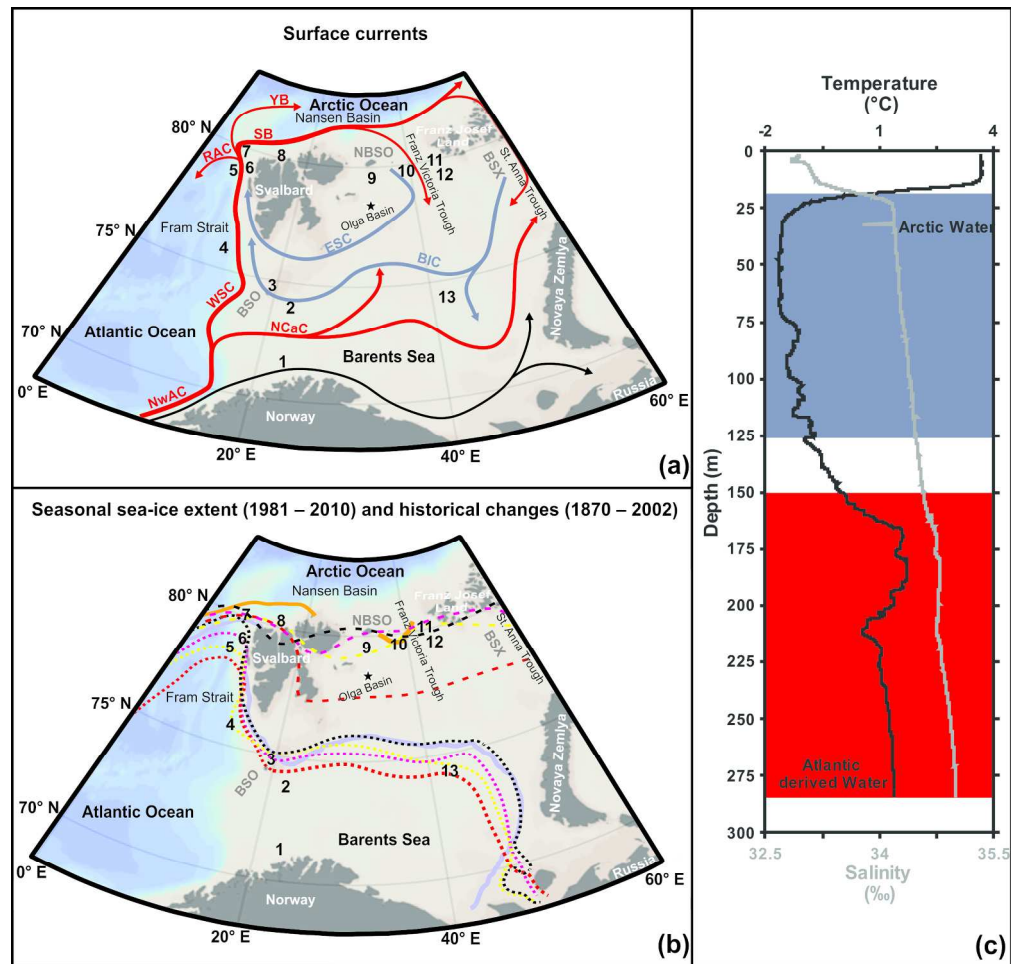 Surface currents
YB
Arctic Ocean
Nansen Basin
80° N
SB
RAC
7
8
5
6
NBSO
9
10
11
12
Franz Josef
Land
Franz Victoria
Trough
BSX
St. Anna Trough
Svalbard
Olga Basin
75° N
Fram Strait
4
ESC
BIC
WSC
3
BSO
2
13
Novaya Zemlya
70° N
Atlantic Ocean
NCaC
Barents Sea
1
0° E
NwAC
Norway
Russia
60° E
20° E
40° E
(a)
Seasonal sea-ice extent (1981 – 2010) and historical changes (1870 – 2002)
Arctic Ocean
Nansen Basin
80° N
7
8
6
5
NBSO
9
10
11
12
Franz Josef
Land
Franz Victoria
Trough
BSX
St. Anna Trough
Svalbard
Olga Basin
75° N
Fram Strait
4
3
BSO
2
13
Novaya Zemlya
70° N
Atlantic Ocean
Barents Sea
1
0° E
Norway
Russia
60° E
20° E
40° E
(b)
Temperature
(°C)
-2 1 4
0
25
50
75
100
125
150
175
200
225
250
275
300
Depth (m)
Arctic Water
Atlantic
derived Water
32.5 34 35.5
Salinity
(‰)
(c)